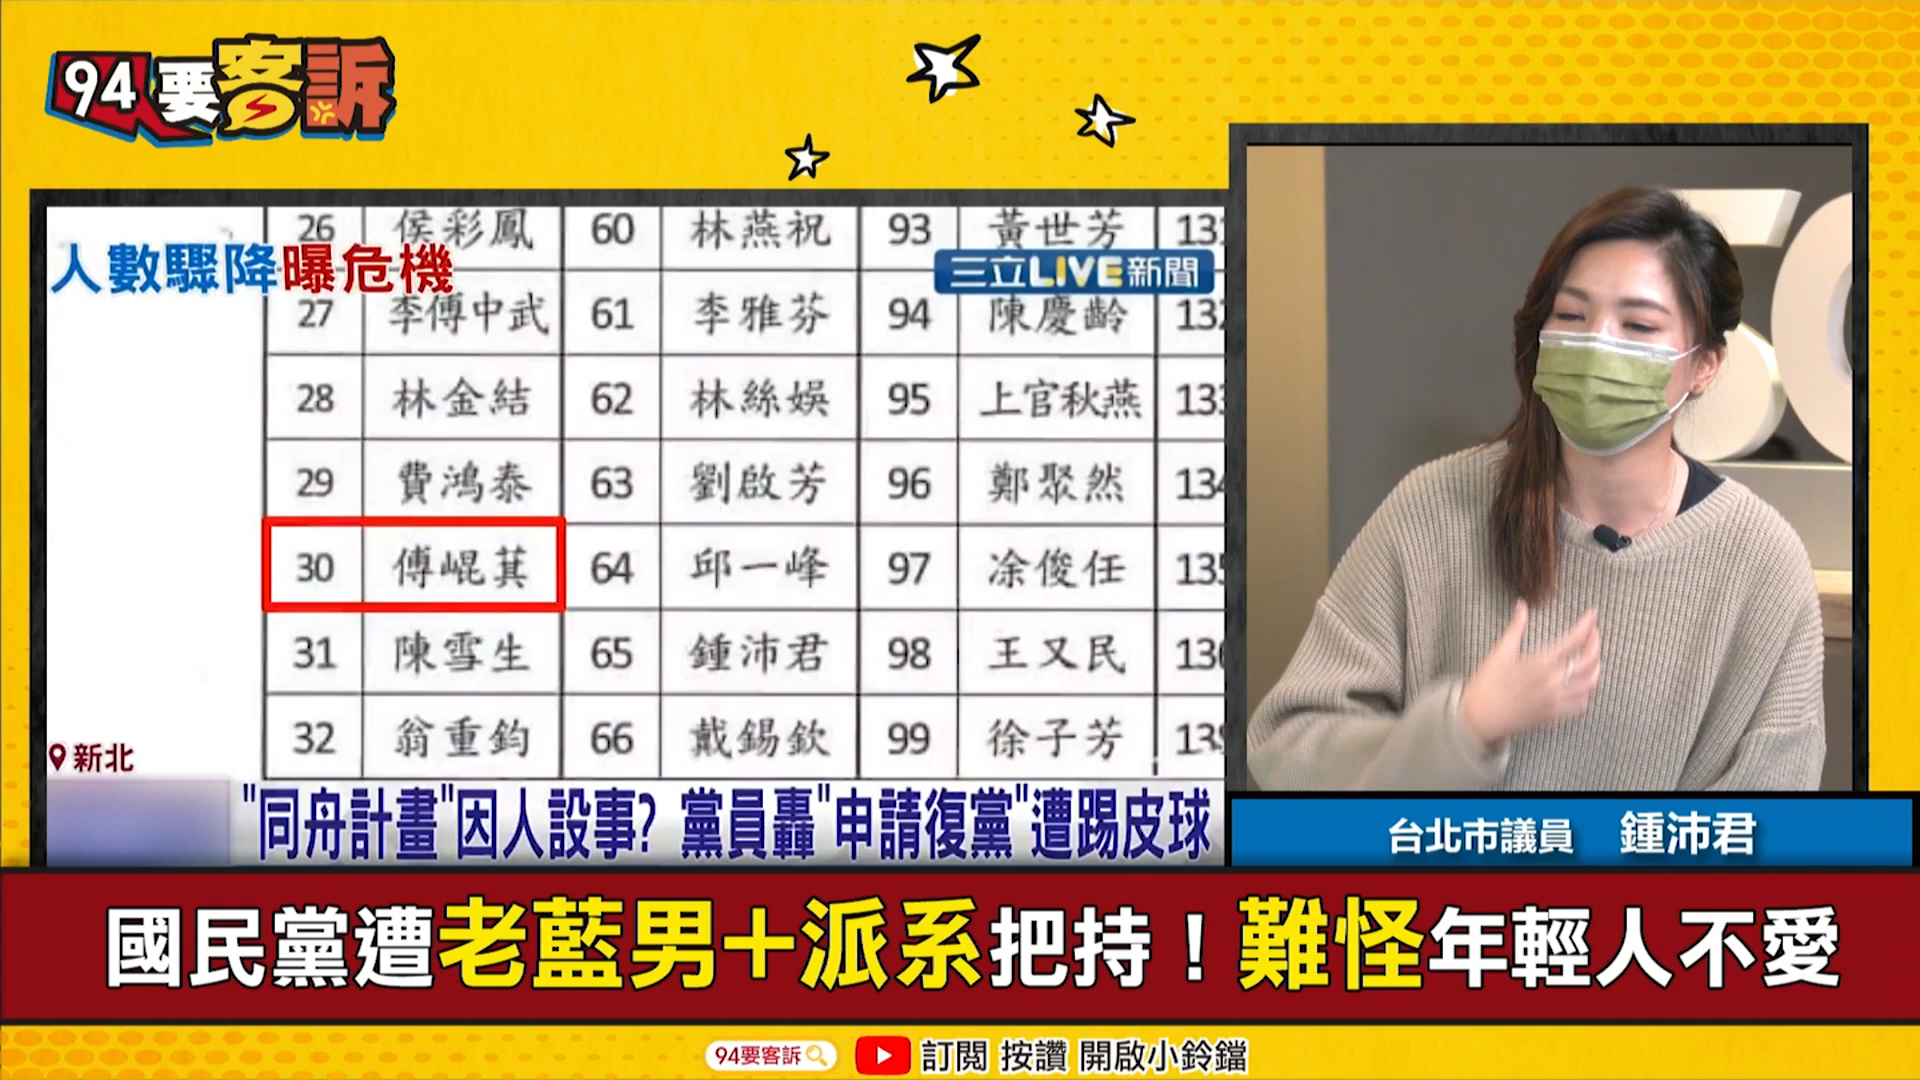 94要客訴
人數驟降曝危機
三立LIVE新聞
26 侯彩鳳 60 林燕祝 93 黃世芳
27 李傅中武 61 李雅芬 94 陳慶齡
28 林金結 62 林絲娛 95 上官秋燕
29 費鴻泰 63 劉啟芳 96 鄭聚然
30 傅崐萁 64 邱一峰 97 凃俊任
31 陳雪生 65 鍾沛君 98 王又民
32 翁重鈞 66 戴錫欽 99 徐子芳
新北
"同舟計畫"因人設事? 黨員轟"申請復黨"遭踢皮球
台北市議員 鍾沛君
國民黨遭老藍男+派系把持！難怪年輕人不愛
94要客訴 訂閱 按讚 開啟小鈴鐺